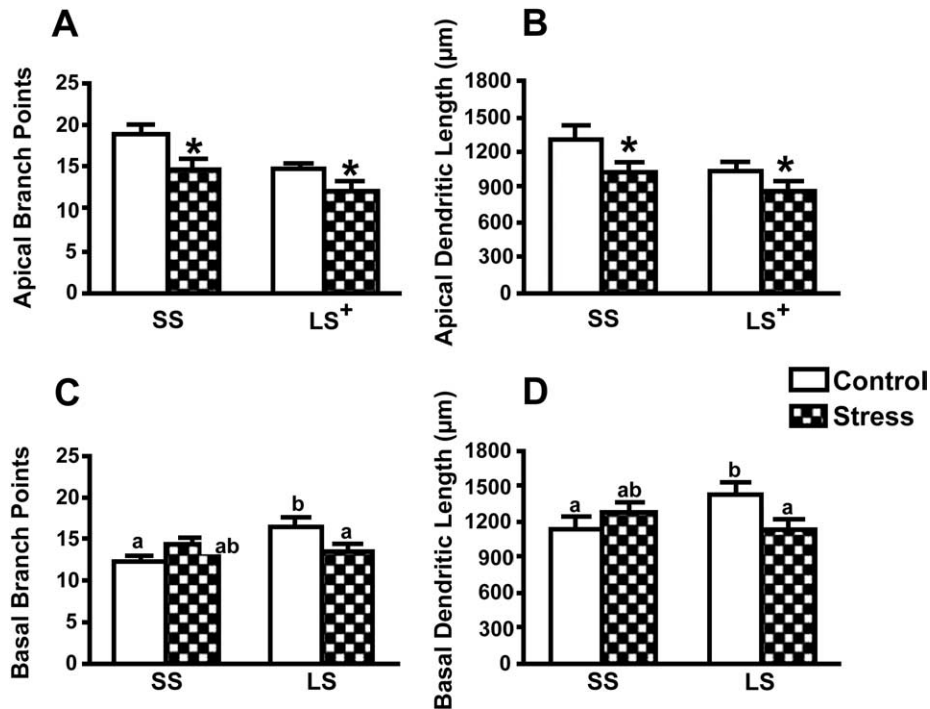 A
Apical Branch Points
25
20
15
10
5
0
*
*
SS
LS+
B
Apical Dendritic Length (µm)
1800
1500
1200
900
600
300
0
*
*
SS
LS+
Control
Stress
C
Basal Branch Points
25
20
15
10
5
0
a
ab
b
a
SS
LS
D
Basal Dendritic Length (µm)
1800
1500
1200
900
600
300
0
a
ab
b
a
SS
LS